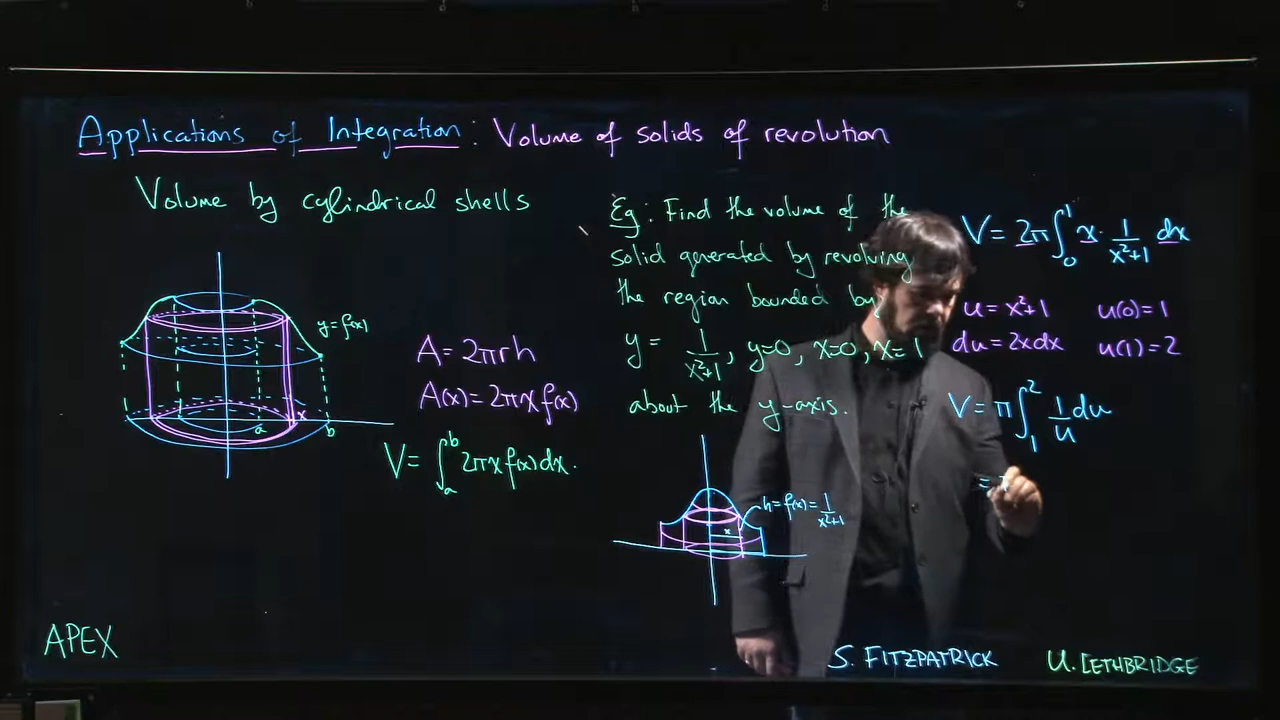 Applications of Integration: Volume of solids of revolution
Volume by cylindrical shells
y=f(x)
x
a
b
A=2πrh
A(x)=2πx f(x)
V=∫_a^b 2πx f(x)dx.
Eg: Find the volume of the
solid generated by revolving
the region bounded by
y= 1/(x²+1), y=0, x=0, x=1
about the y-axis.
h=f(x)=1/(x²+1)
x
V= 2π∫_0^1 x· 1/(x²+1) dx
u=x²+1 u(0)=1
du=2xdx u(1)=2
V= π∫_1^2 1/u du
=
APEX
S. FITZPATRICK
U. LETHBRIDGE